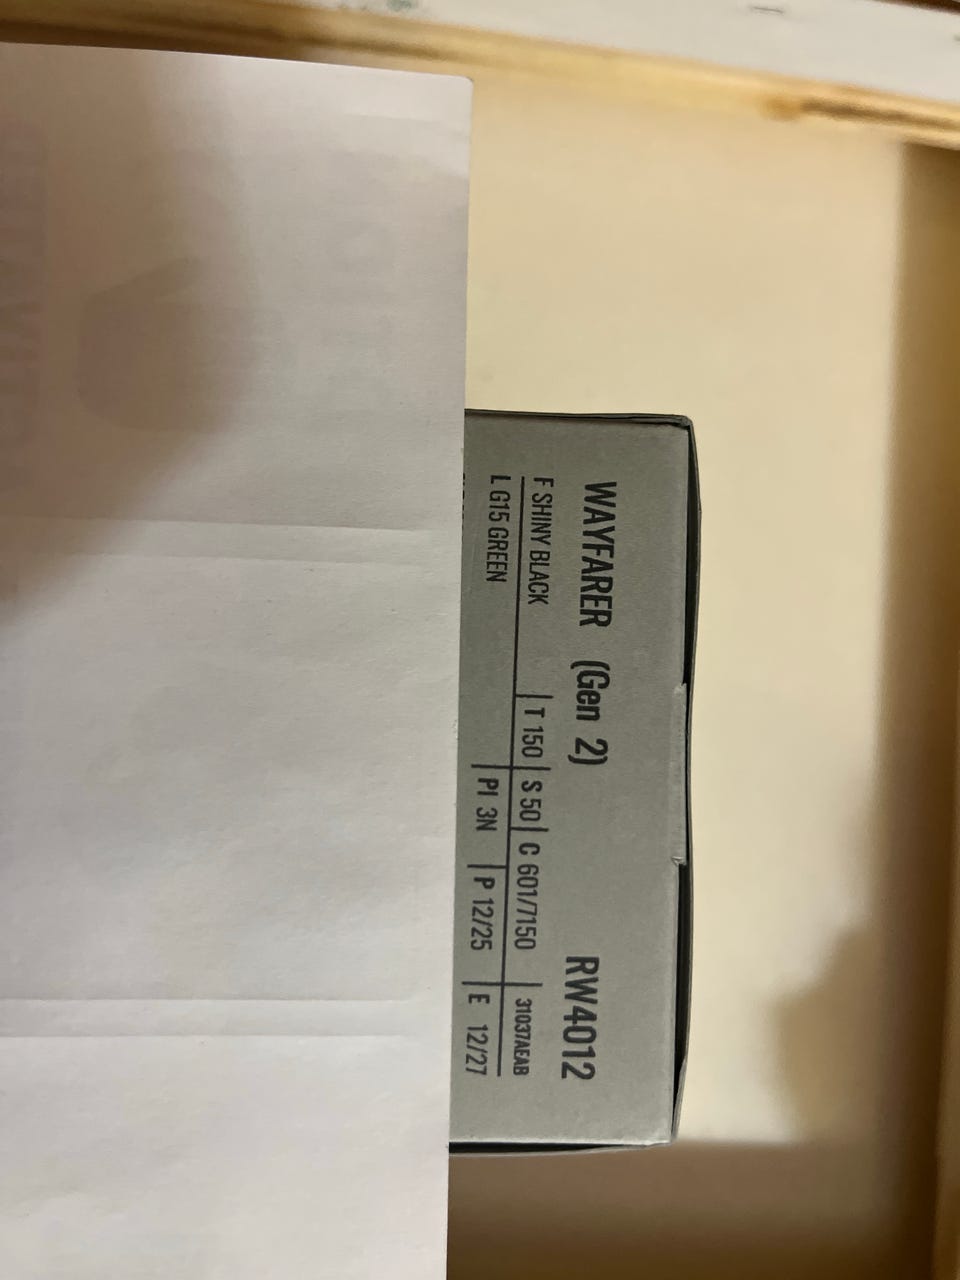 WAYFARER (Gen 2) RW4012
F SHINY BLACK | T 150 | S 50 | C 601/7150 | 31037AEAB
L G15 GREEN | PI 3N | P 12/25 | E 12/27